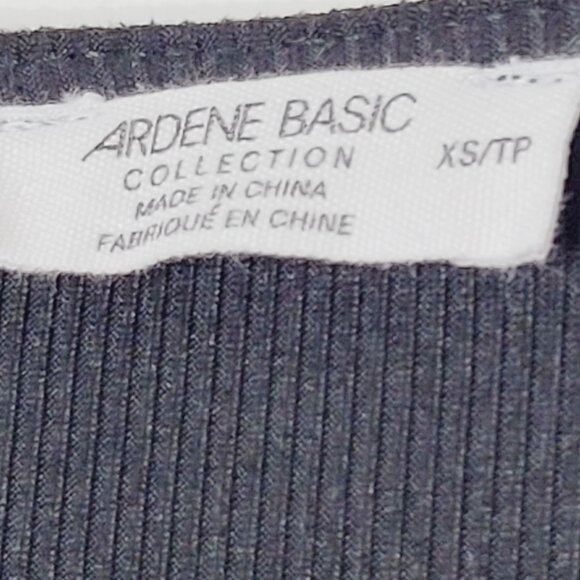 ARDENE BASIC
COLLECTION
XS/TP
MADE IN CHINA
FABRIQUÉ EN CHINE